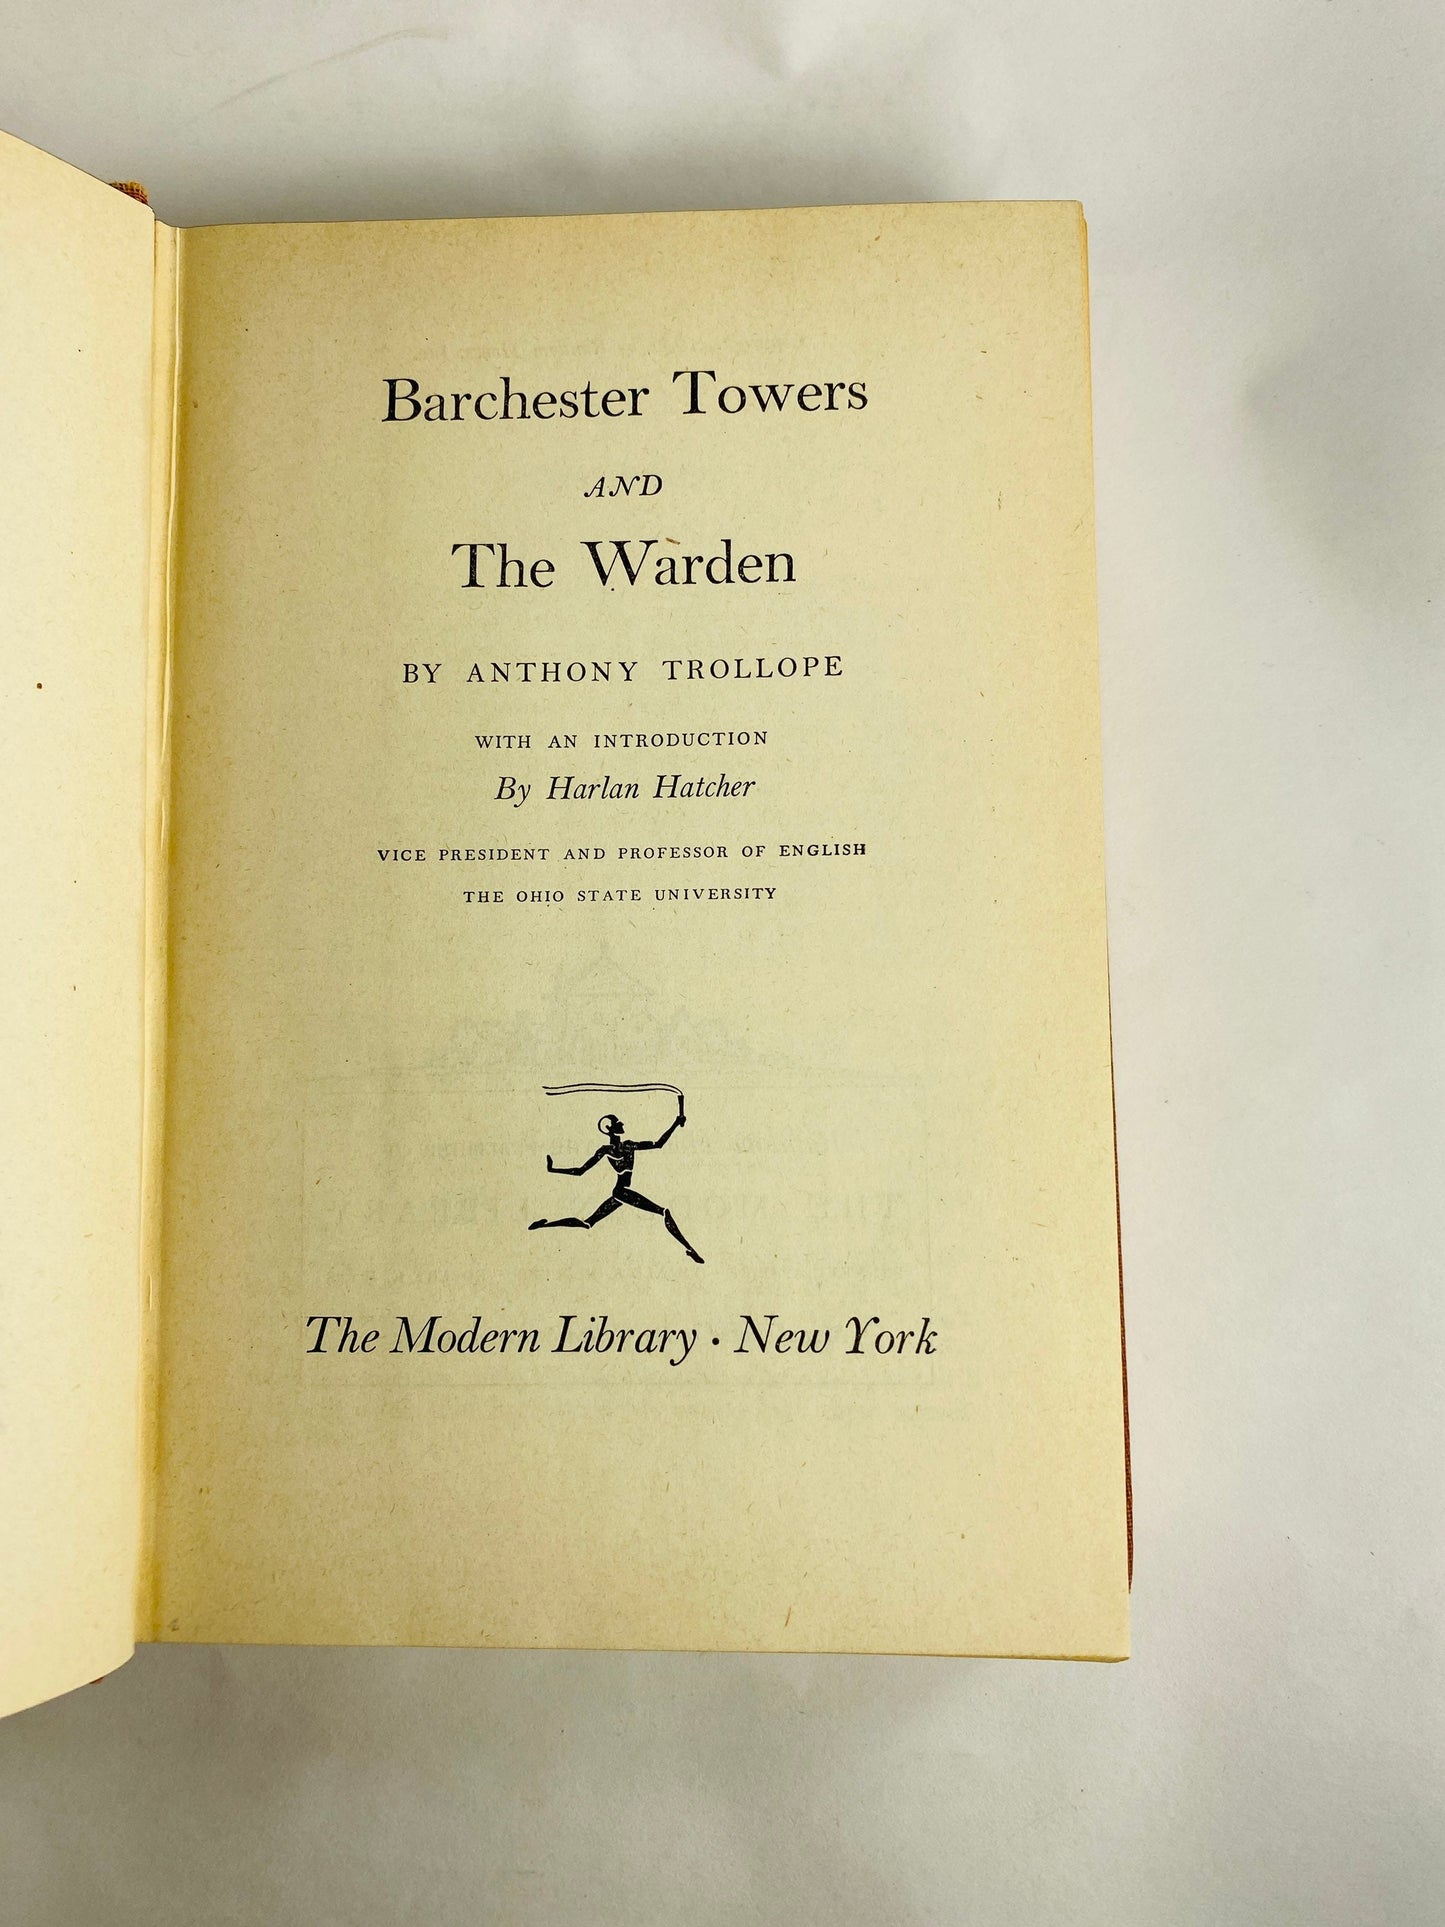 Barchester Towers
AND
The Warden
BY ANTHONY TROLLOPE
WITH AN INTRODUCTION
By Harlan Hatcher
VICE PRESIDENT AND PROFESSOR OF ENGLISH
THE OHIO STATE UNIVERSITY
The Modern Library · New York